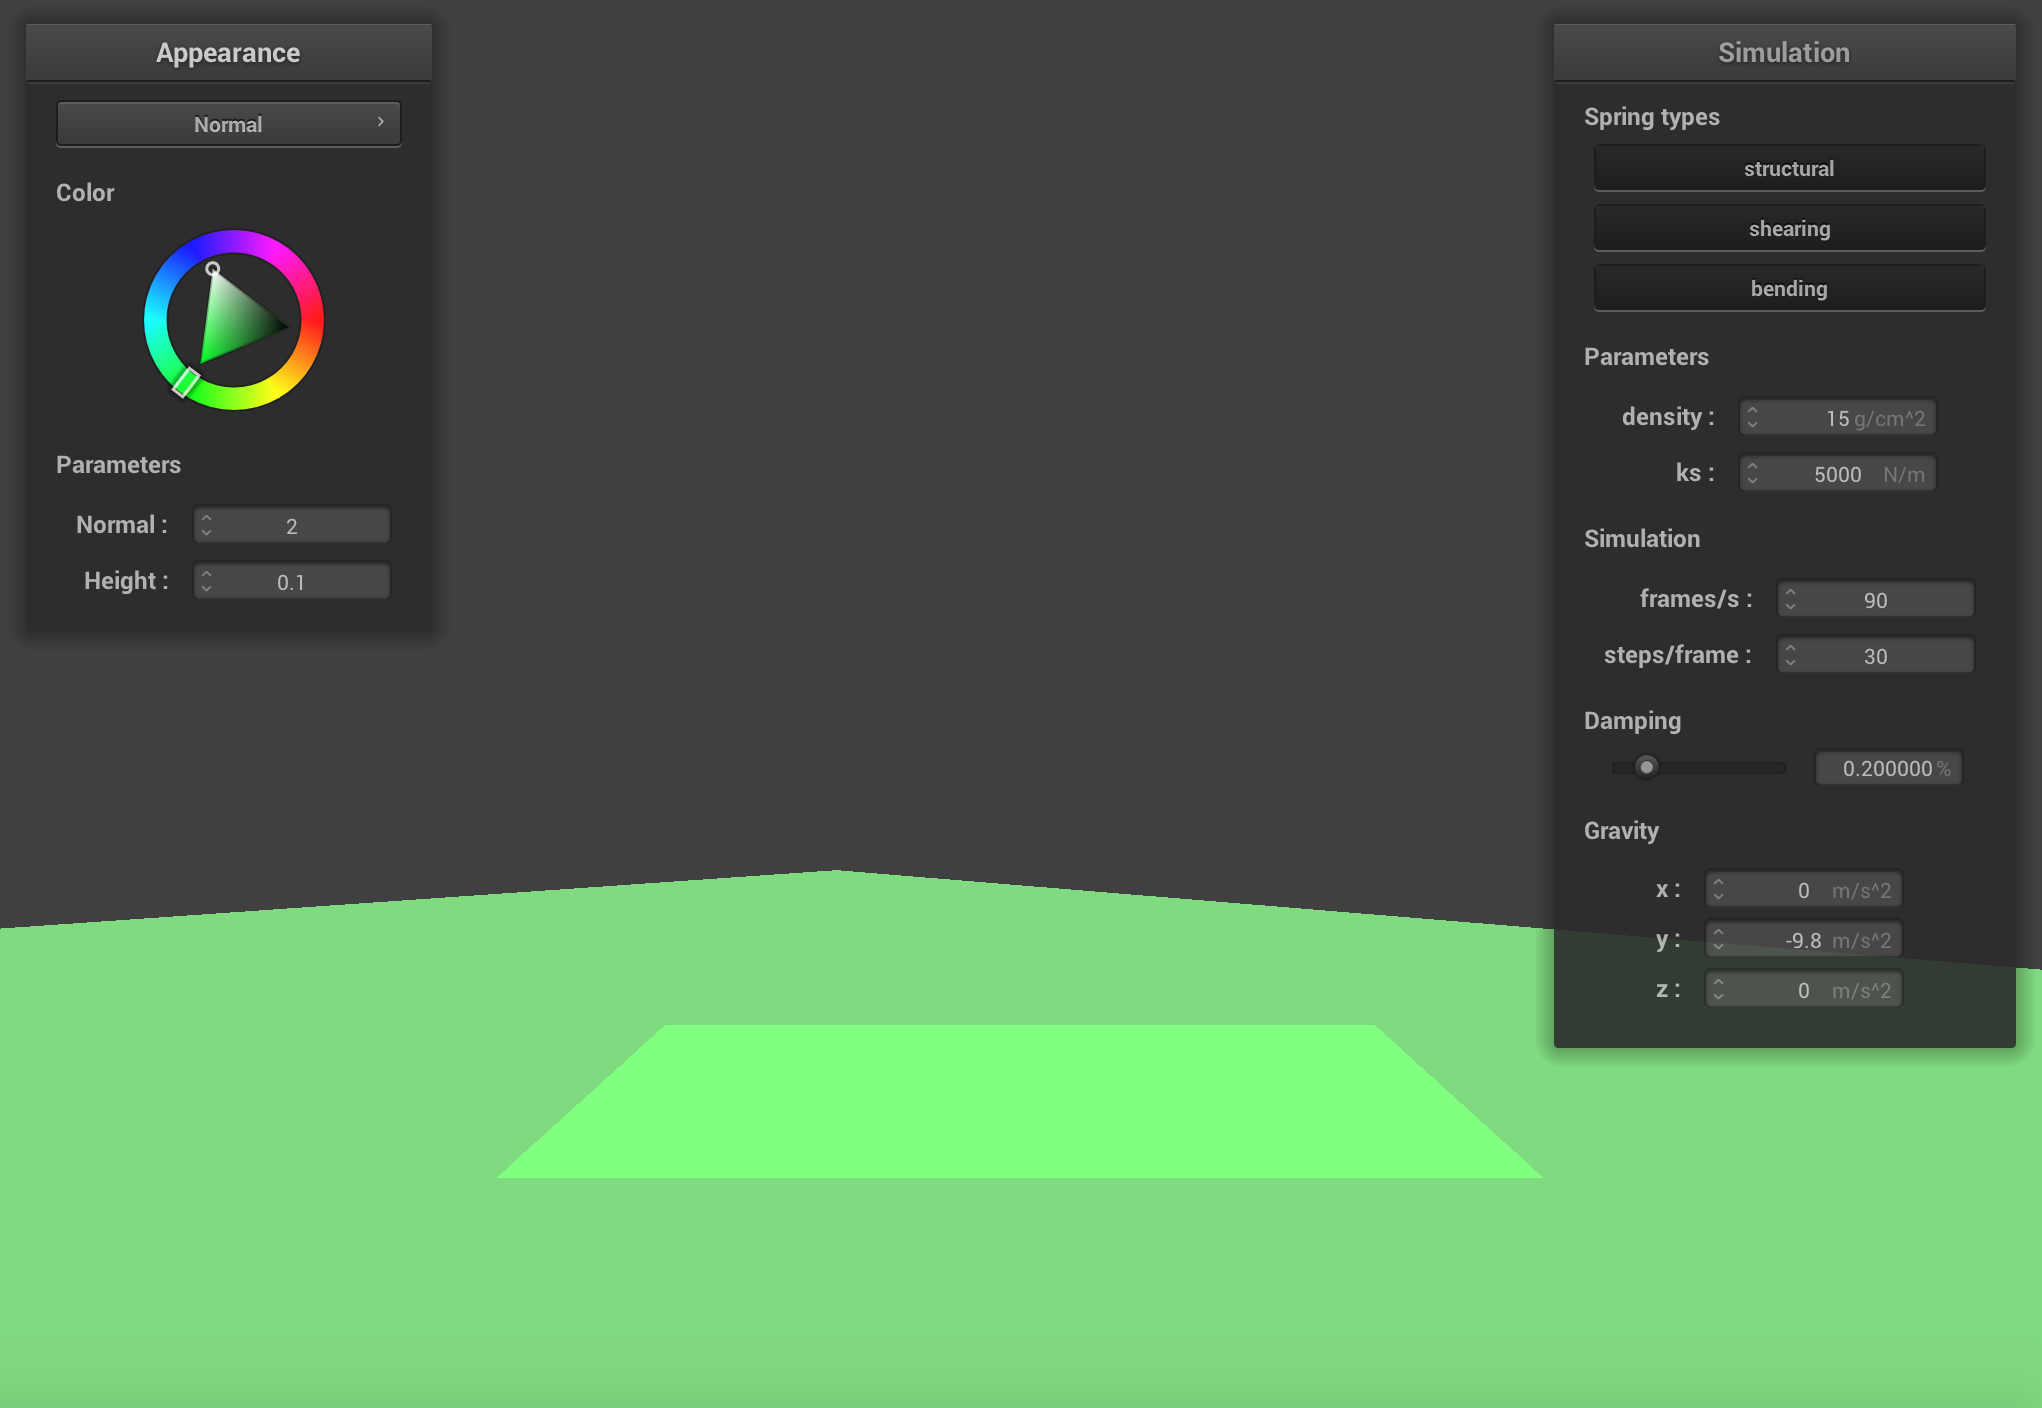 Appearance
Normal
Color
Parameters
Normal : 2
Height : 0.1
Simulation
Spring types
structural
shearing
bending
Parameters
density : 15 g/cm^2
ks : 5000 N/m
Simulation
frames/s : 90
steps/frame : 30
Damping
0.200000 %
Gravity
x : 0 m/s^2
y : -9.8 m/s^2
z : 0 m/s^2